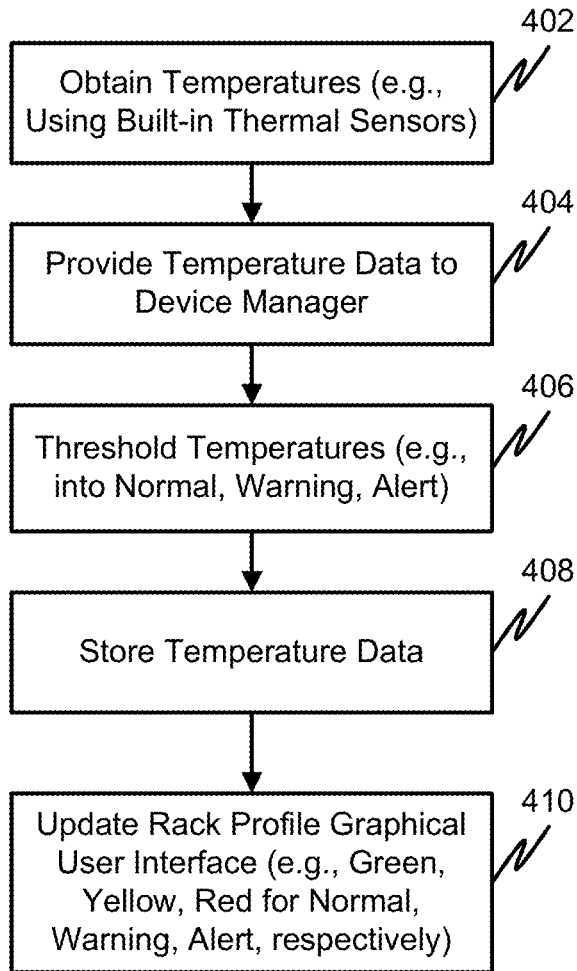 402
Obtain Temperatures (e.g.,
Using Built-in Thermal Sensors)
404
Provide Temperature Data to
Device Manager
406
Threshold Temperatures (e.g.,
into Normal, Warning, Alert)
408
Store Temperature Data
410
Update Rack Profile Graphical
User Interface (e.g., Green,
Yellow, Red for Normal,
Warning, Alert, respectively)